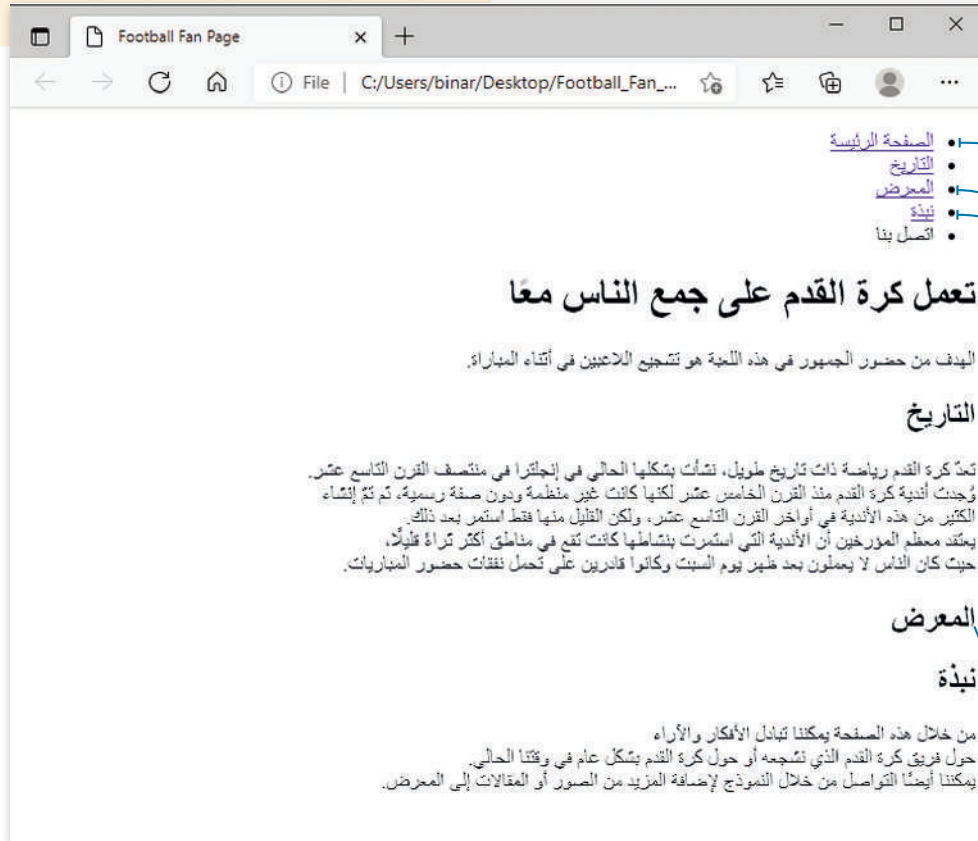 Football Fan Page
File | C:/Users/binar/Desktop/Football_Fan_...
الصفحة الرئيسة
التاريخ
المعرض
نبذة
اتصل بنا
تعمل كرة القدم على جمع الناس معًا
الهدف من حضور الجمهور في هذه اللعبة هو تشجيع اللاعبين في أثناء المباراة.
التاريخ
تعدّ كرة القدم رياضة ذات تاريخ طويل، نشأت بشكلها الحالي في إنجلترا في منتصف القرن التاسع عشر.
وُجدت أندية كرة القدم منذ القرن الخامس عشر لكنها كانت غير منظمة ودون صفة رسمية، ثم تمّ إنشاء
الكثير من هذه الأندية في أواخر القرن التاسع عشر، ولكن القليل منها فقط استمر بعد ذلك.
يعتقد معظم المؤرخين أن الأندية التي استمرت بنشاطها كانت تقع في مناطق أكثر ثراءً قليلًا،
حيث كان الناس لا يعملون بعد ظهر يوم السبت وكانوا قادرين على تحمل نفقات حضور المباريات.
المعرض
نبذة
من خلال هذه الصفحة يمكننا تبادل الأفكار والآراء
حول فريق كرة القدم الذي نشجعه أو حول كرة القدم بشكل عام في وقتنا الحالي.
يمكننا أيضًا التواصل من خلال النموذج لإضافة المزيد من الصور أو المقالات إلى المعرض.